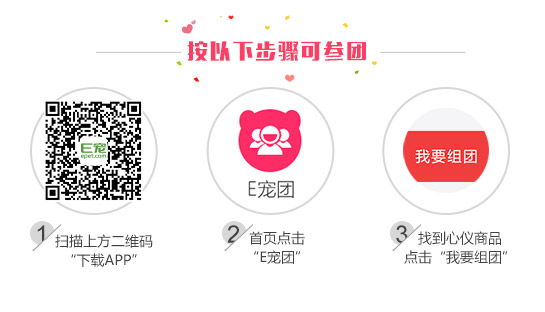 按以下步骤可参团
E宠
epet.com
E宠团
我要组团
1 扫描上方二维码
“下载APP”
2 首页点击
“E宠团”
3 找到心仪商品
点击“我要组团”